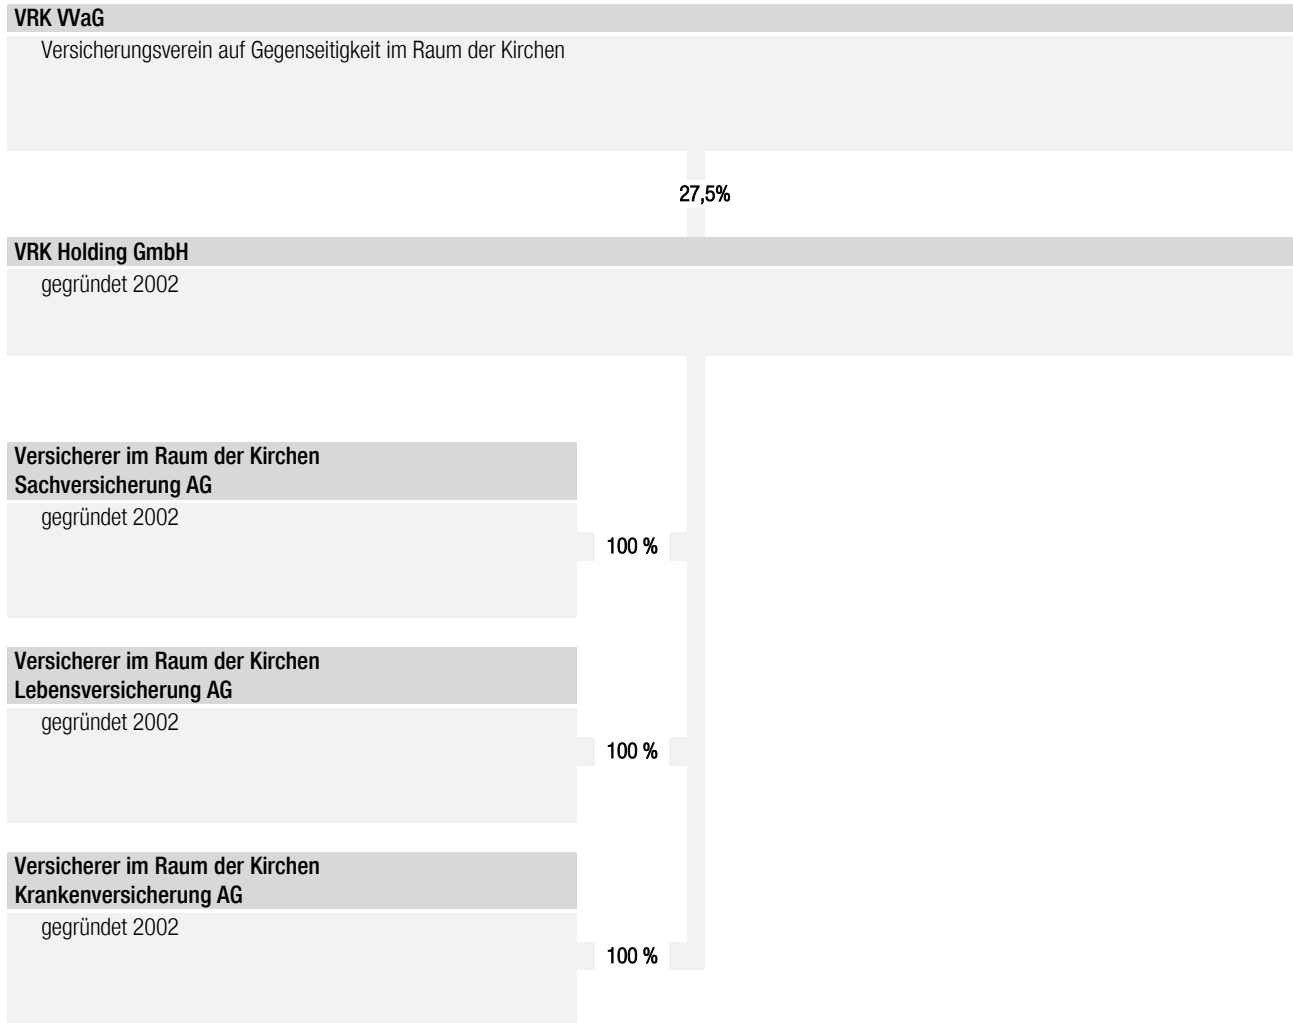 VRK VVaG
Versicherungsverein auf Gegenseitigkeit im Raum der Kirchen
27,5%
VRK Holding GmbH
gegründet 2002
Versicherer im Raum der Kirchen
Sachversicherung AG
gegründet 2002
100 %
Versicherer im Raum der Kirchen
Lebensversicherung AG
gegründet 2002
100 %
Versicherer im Raum der Kirchen
Krankenversicherung AG
gegründet 2002
100 %